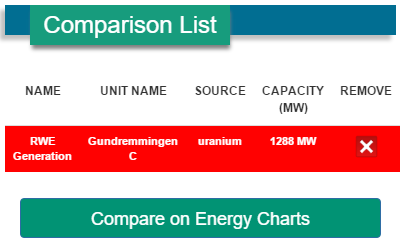 Comparison List
NAME UNIT NAME SOURCE CAPACITY (MW) REMOVE
RWE Generation Gundremmingen C uranium 1288 MW
Compare on Energy Charts